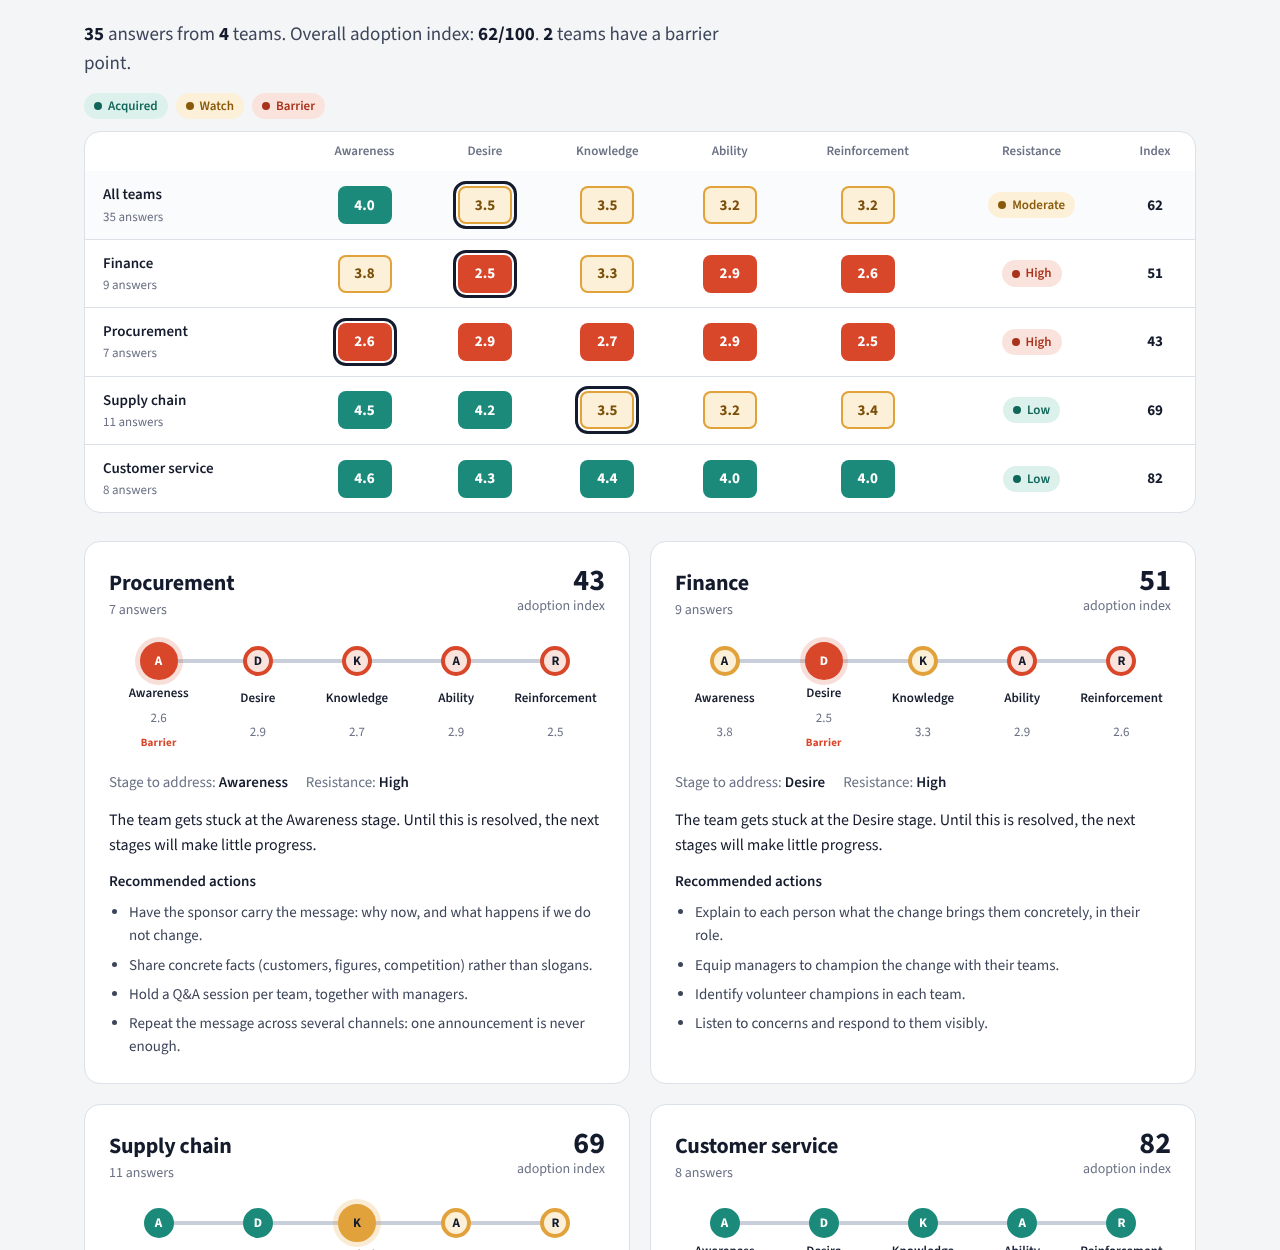 35 answers from 4 teams. Overall adoption index: 62/100. 2 teams have a barrier
point.
Acquired Watch Barrier
Awareness Desire Knowledge Ability Reinforcement Resistance Index
All teams
35 answers
4.0 3.5 3.5 3.2 3.2 Moderate 62
Finance
9 answers
3.8 2.5 3.3 2.9 2.6 High 51
Procurement
7 answers
2.6 2.9 2.7 2.9 2.5 High 43
Supply chain
11 answers
4.5 4.2 3.5 3.2 3.4 Low 69
Customer service
8 answers
4.6 4.3 4.4 4.0 4.0 Low 82
Procurement
7 answers
43
adoption index
A D K A R
Awareness Desire Knowledge Ability Reinforcement
2.6 2.9 2.7 2.9 2.5
Barrier
Stage to address: Awareness Resistance: High
The team gets stuck at the Awareness stage. Until this is resolved, the next
stages will make little progress.
Recommended actions
• Have the sponsor carry the message: why now, and what happens if we do
not change.
• Share concrete facts (customers, figures, competition) rather than slogans.
• Hold a Q&A session per team, together with managers.
• Repeat the message across several channels: one announcement is never
enough.
Finance
9 answers
51
adoption index
A D K A R
Awareness Desire Knowledge Ability Reinforcement
3.8 2.5 3.3 2.9 2.6
Barrier
Stage to address: Desire Resistance: High
The team gets stuck at the Desire stage. Until this is resolved, the next
stages will make little progress.
Recommended actions
• Explain to each person what the change brings them concretely, in their
role.
• Equip managers to champion the change with their teams.
• Identify volunteer champions in each team.
• Listen to concerns and respond to them visibly.
Supply chain
11 answers
69
adoption index
A D K A R
Customer service
8 answers
82
adoption index
A D K A R